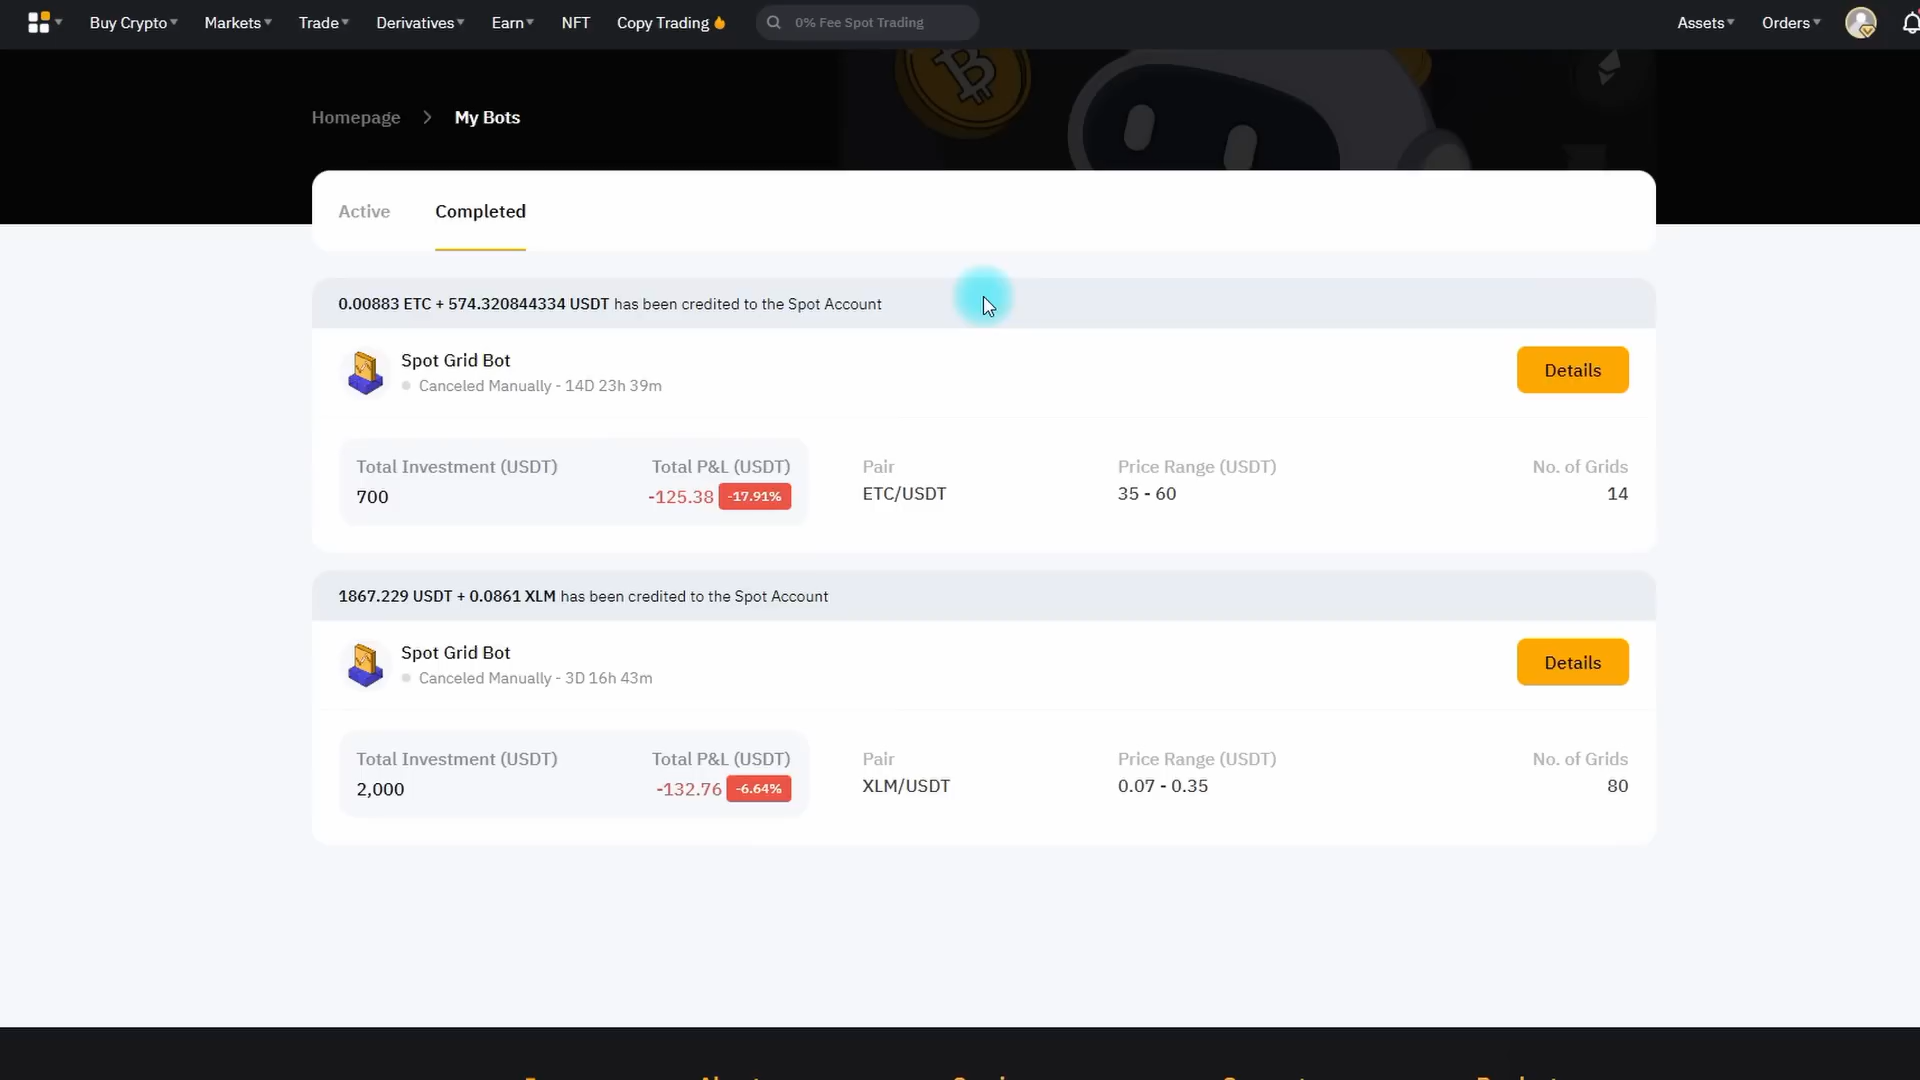 Buy Crypto Markets Trade Derivatives Earn NFT Copy Trading 0% Fee Spot Trading Assets Orders
Homepage > My Bots
Active Completed
0.00883 ETC + 574.320844334 USDT has been credited to the Spot Account
Spot Grid Bot
Canceled Manually - 14D 23h 39m
Details
Total Investment (USDT) Total P&L (USDT) Pair Price Range (USDT) No. of Grids
700 -125.38 -17.91% ETC/USDT 35 - 60 14
1867.229 USDT + 0.0861 XLM has been credited to the Spot Account
Spot Grid Bot
Canceled Manually - 3D 16h 43m
Details
Total Investment (USDT) Total P&L (USDT) Pair Price Range (USDT) No. of Grids
2,000 -132.76 -6.64% XLM/USDT 0.07 - 0.35 80